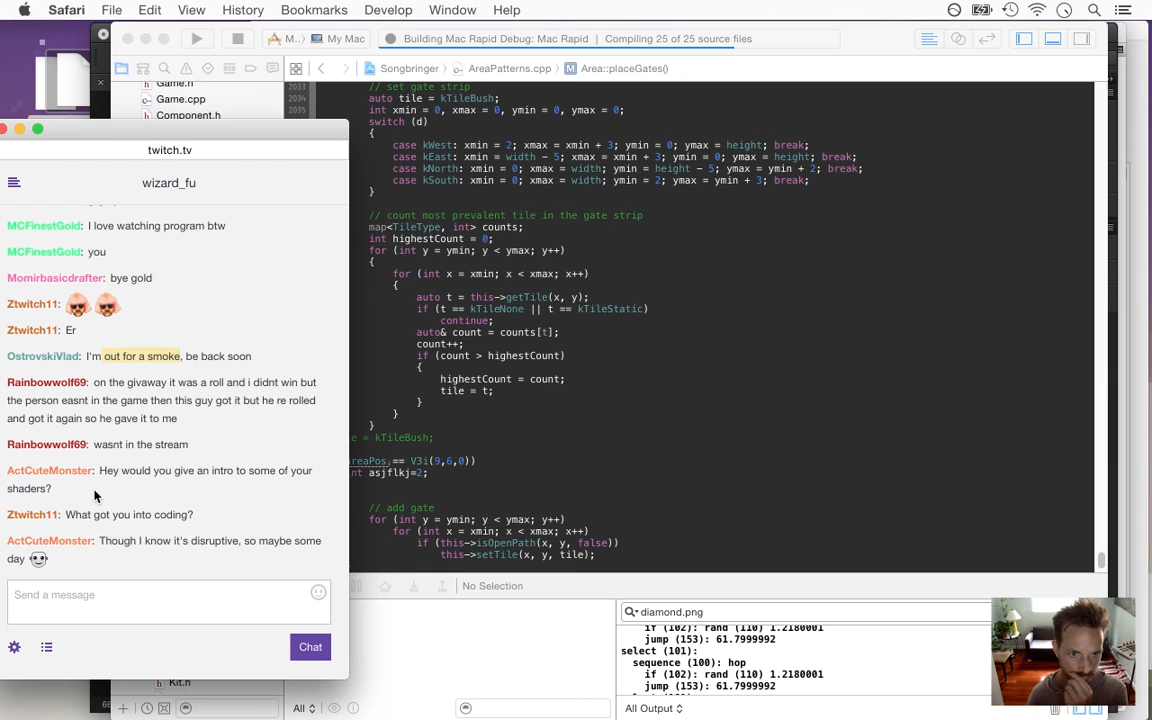 Safari File Edit View History Bookmarks Develop Window Help
My Mac
Building Mac Rapid Debug: Mac Rapid | Compiling 25 of 25 source files
Songbringer
AreaPatterns.cpp
M Area::placeGates()
Game.h
Game.cpp
Component.h
2033 // set gate strip
2034 auto tile = kTileBush;
2035 int xmin = 0, xmax = 0, ymin = 0, ymax = 0;
switch (d)
{
case kWest: xmin = 2; xmax = xmin + 3; ymin = 0; ymax = height; break;
case kEast: xmin = width - 5; xmax = xmin + 3; ymin = 0; ymax = height; break;
case kNorth: xmin = 0; xmax = width; ymin = height - 5; ymax = ymin + 2; break;
case kSouth: xmin = 0; xmax = width; ymin = 2; ymax = ymin + 3; break;
}
// count most prevalent tile in the gate strip
map<TileType, int> counts;
int highestCount = 0;
for (int y = ymin; y < ymax; y++)
{
for (int x = xmin; x < xmax; x++)
{
auto t = this->getTile(x, y);
if (t == kTileNone || t == kTileStatic)
continue;
auto& count = counts[t];
count++;
if (count > highestCount)
{
highestCount = count;
tile = t;
}
}
}
e = kTileBush;
reaPos == V3i(9,6,0))
nt asjflkj=2;
// add gate
for (int y = ymin; y < ymax; y++)
for (int x = xmin; x < xmax; x++)
if (this->isOpenPath(x, y, false))
this->setTile(x, y, tile);
twitch.tv
wizard_fu
MCFinestGold: I love watching program btw
MCFinestGold: you
Momirbasicdrafter: bye gold
Ztwitch11:
Ztwitch11: Er
OstrovskiVlad: I'm out for a smoke, be back soon
Rainbowwolf69: on the givaway it was a roll and i didnt win but
the person easnt in the game then this guy got it but he re rolled
and got it again so he gave it to me
Rainbowwolf69: wasnt in the stream
ActCuteMonster: Hey would you give an intro to some of your
shaders?
Ztwitch11: What got you into coding?
ActCuteMonster: Though I know it's disruptive, so maybe some
day
Send a message
Chat
Kit.h
No Selection
diamond.png
if (102): rand (110) 1.2180001
jump (153): 61.7999992
select (101):
sequence (100): hop
if (102): rand (110) 1.2180001
jump (153): 61.7999992
All
All Output